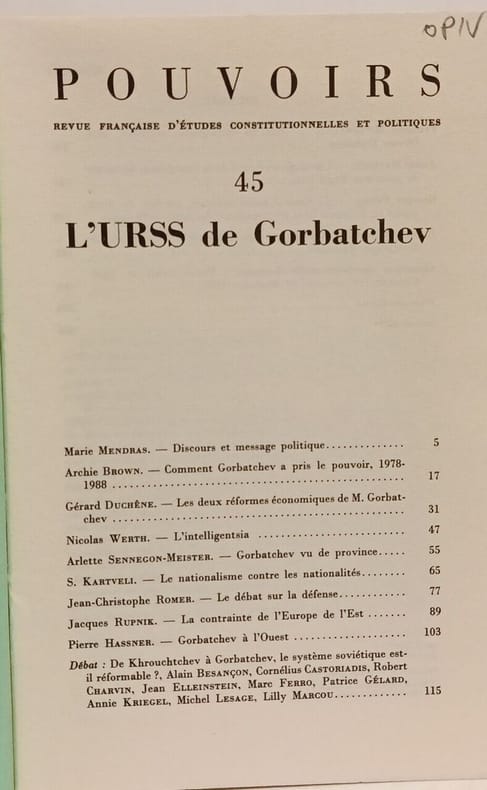 OPIV
POUVOIRS
REVUE FRANÇAISE D'ÉTUDES CONSTITUTIONNELLES ET POLITIQUES
45
L'URSS de Gorbatchev
Marie MENDRAS. — Discours et message politique.............. 5
Archie BROWN. — Comment Gorbatchev a pris le pouvoir, 1978-
1988 .................................................... 17
Gérard DUCHÊNE. — Les deux réformes économiques de M. Gorbat-
chev .................................................... 31
Nicolas WERTH. — L'intelligentsia .......................... 47
Arlette SENNEGON-MEISTER. — Gorbatchev vu de province..... 55
S. KARTVELI. — Le nationalisme contre les nationalités........ 65
Jean-Christophe ROMER. — Le débat sur la défense............ 77
Jacques RUPNIK. — La contrainte de l'Europe de l'Est ....... 89
Pierre HASSNER. — Gorbatchev à l'Ouest .................... 103
Débat : De Khrouchtchev à Gorbatchev, le système soviétique est-
il réformable ?, Alain BESANÇON, Cornélius CASTORIADIS, Robert
CHARVIN, Jean ELLEINSTEIN, Marc FERRO, Patrice GÉLARD,
Annie KRIEGEL, Michel LESAGE, Lilly MARCOU............. 115